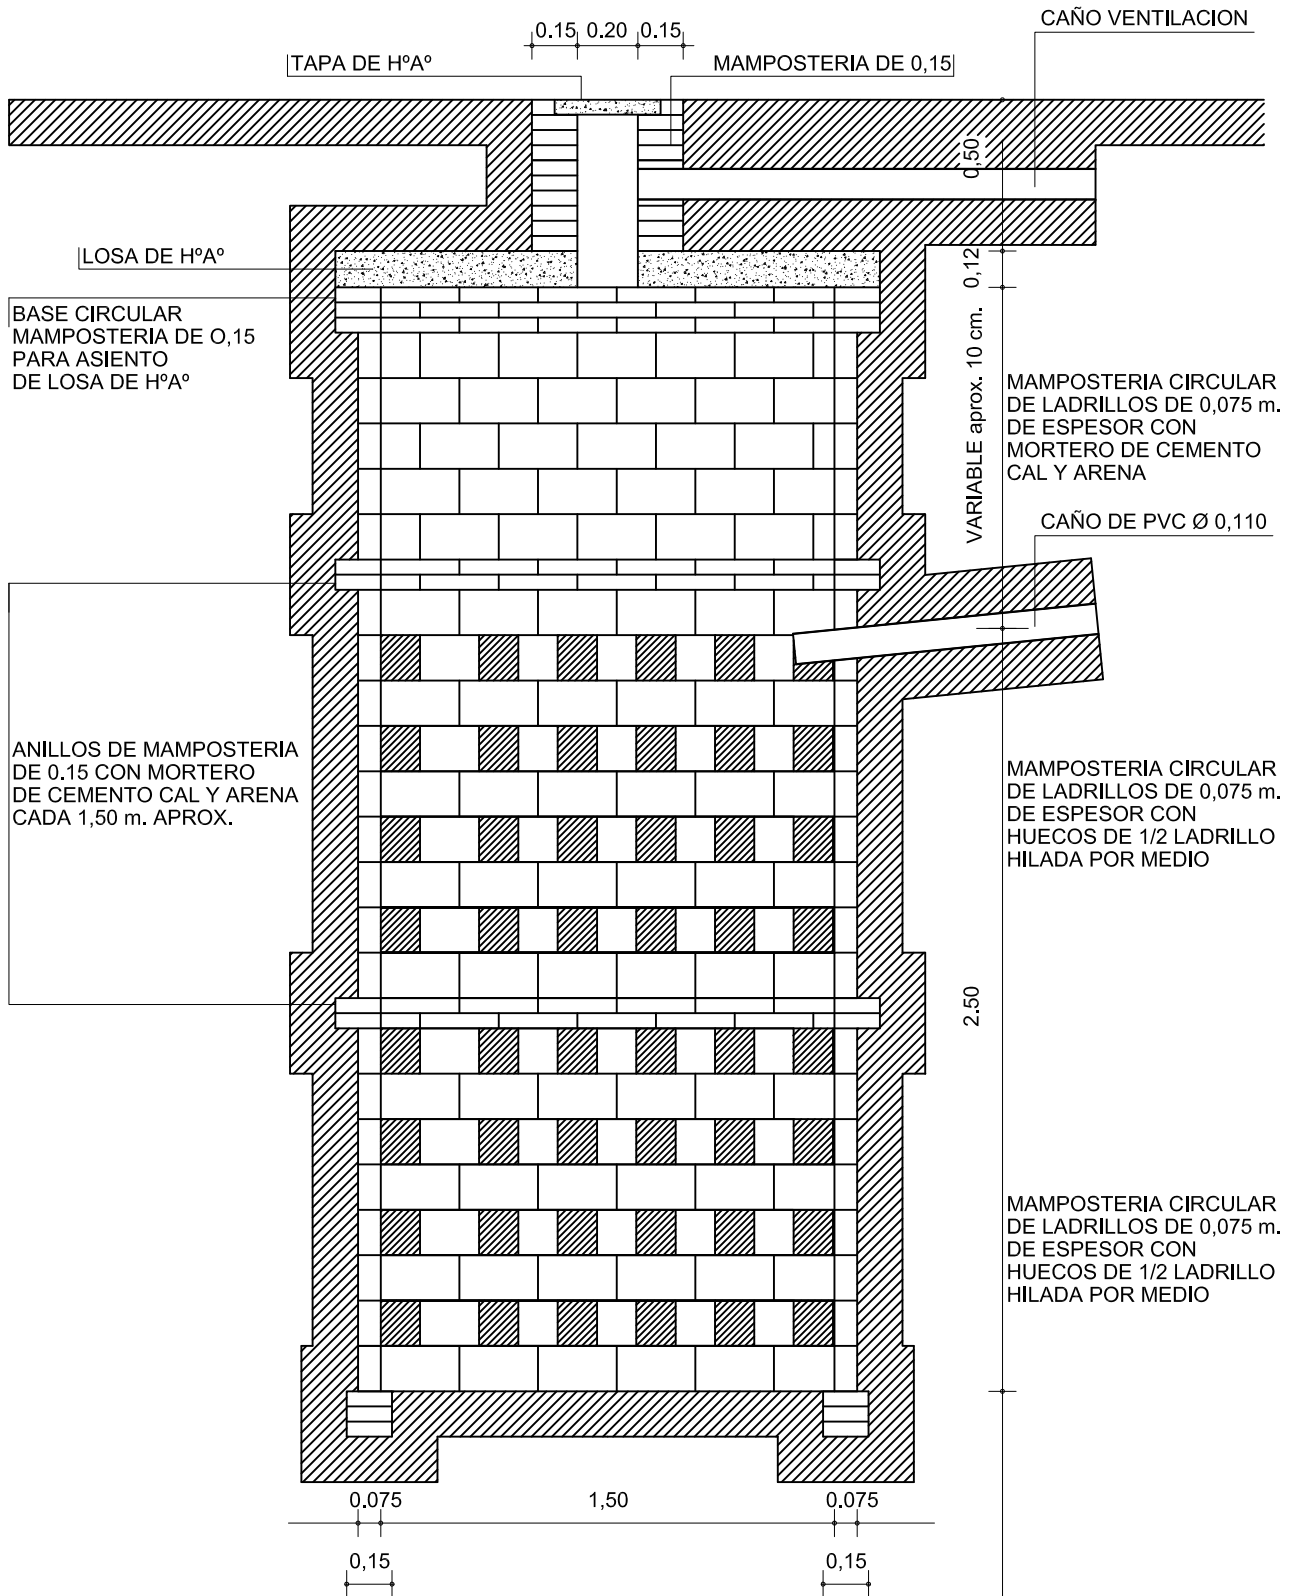 CAÑO VENTILACION
0.15 0.20 0.15
TAPA DE HºAº
MAMPOSTERIA DE 0,15
0,50
LOSA DE HºAº
0,12
BASE CIRCULAR
MAMPOSTERIA DE O,15
PARA ASIENTO
DE LOSA DE HºAº
VARIABLE aprox. 10 cm.
MAMPOSTERIA CIRCULAR
DE LADRILLOS DE 0,075 m.
DE ESPESOR CON
MORTERO DE CEMENTO
CAL Y ARENA
CAÑO DE PVC Ø 0,110
ANILLOS DE MAMPOSTERIA
DE 0.15 CON MORTERO
DE CEMENTO CAL Y ARENA
CADA 1,50 m. APROX.
MAMPOSTERIA CIRCULAR
DE LADRILLOS DE 0,075 m.
DE ESPESOR CON
HUECOS DE 1/2 LADRILLO
HILADA POR MEDIO
2.50
MAMPOSTERIA CIRCULAR
DE LADRILLOS DE 0,075 m.
DE ESPESOR CON
HUECOS DE 1/2 LADRILLO
HILADA POR MEDIO
0.075 1,50 0.075
0,15 0,15